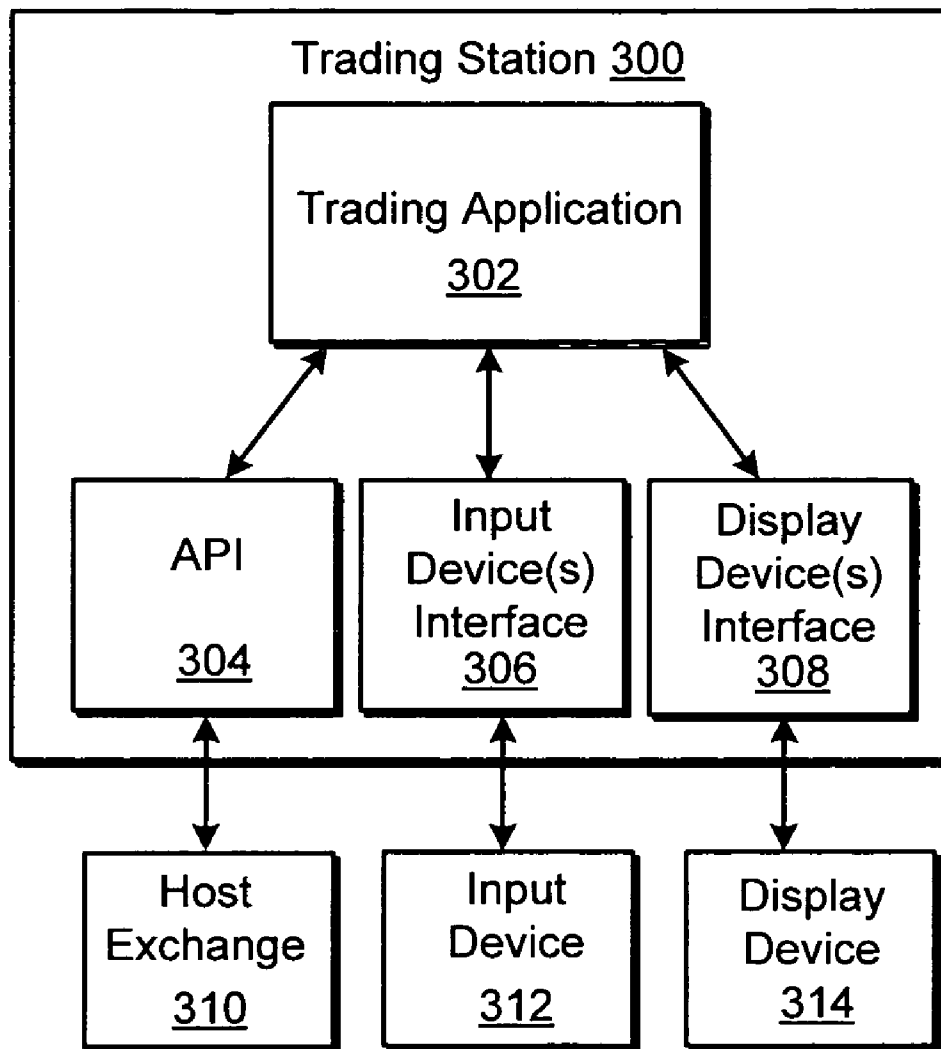 Trading Station 300
Trading Application
302
API
304
Input
Device(s)
Interface
306
Display
Device(s)
Interface
308
Host
Exchange
310
Input
Device
312
Display
Device
314